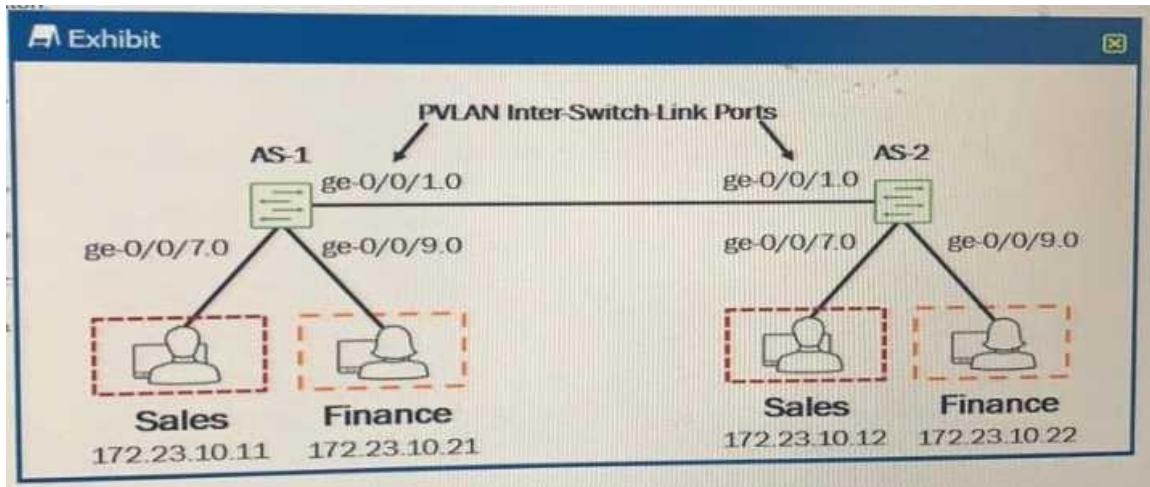 Exhibit
PVLAN Inter-Switch-Link Ports
AS-1
AS-2
ge-0/0/1.0
ge-0/0/1.0
ge-0/0/7.0
ge-0/0/9.0
ge-0/0/7.0
ge-0/0/9.0
Sales
Finance
Sales
Finance
172.23.10.11
172.23.10.21
172.23.10.12
172.23.10.22